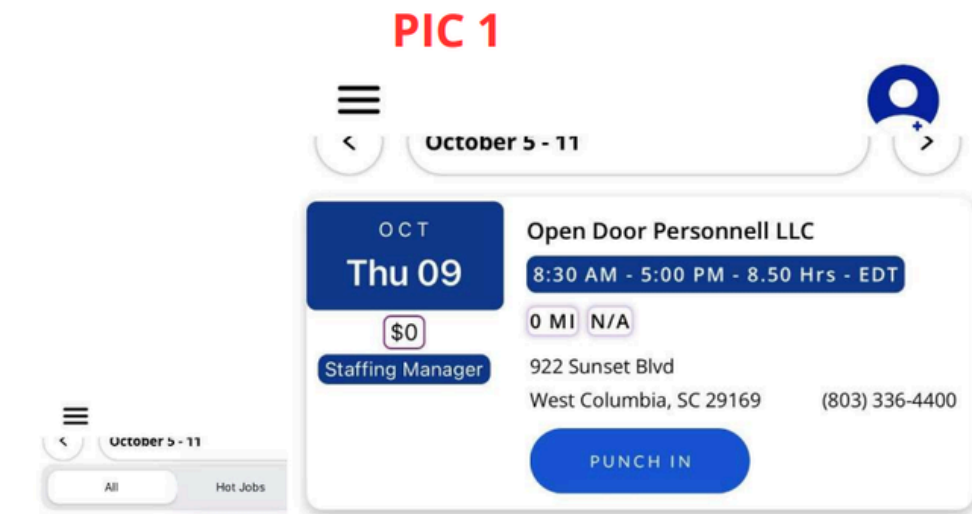 PIC 1
October 5 - 11
OCT
Thu 09
$0
Staffing Manager
Open Door Personnell LLC
8:30 AM - 5:00 PM - 8.50 Hrs - EDT
0 MI N/A
922 Sunset Blvd
West Columbia, SC 29169 (803) 336-4400
PUNCH IN
October 5 - 11
All Hot Jobs